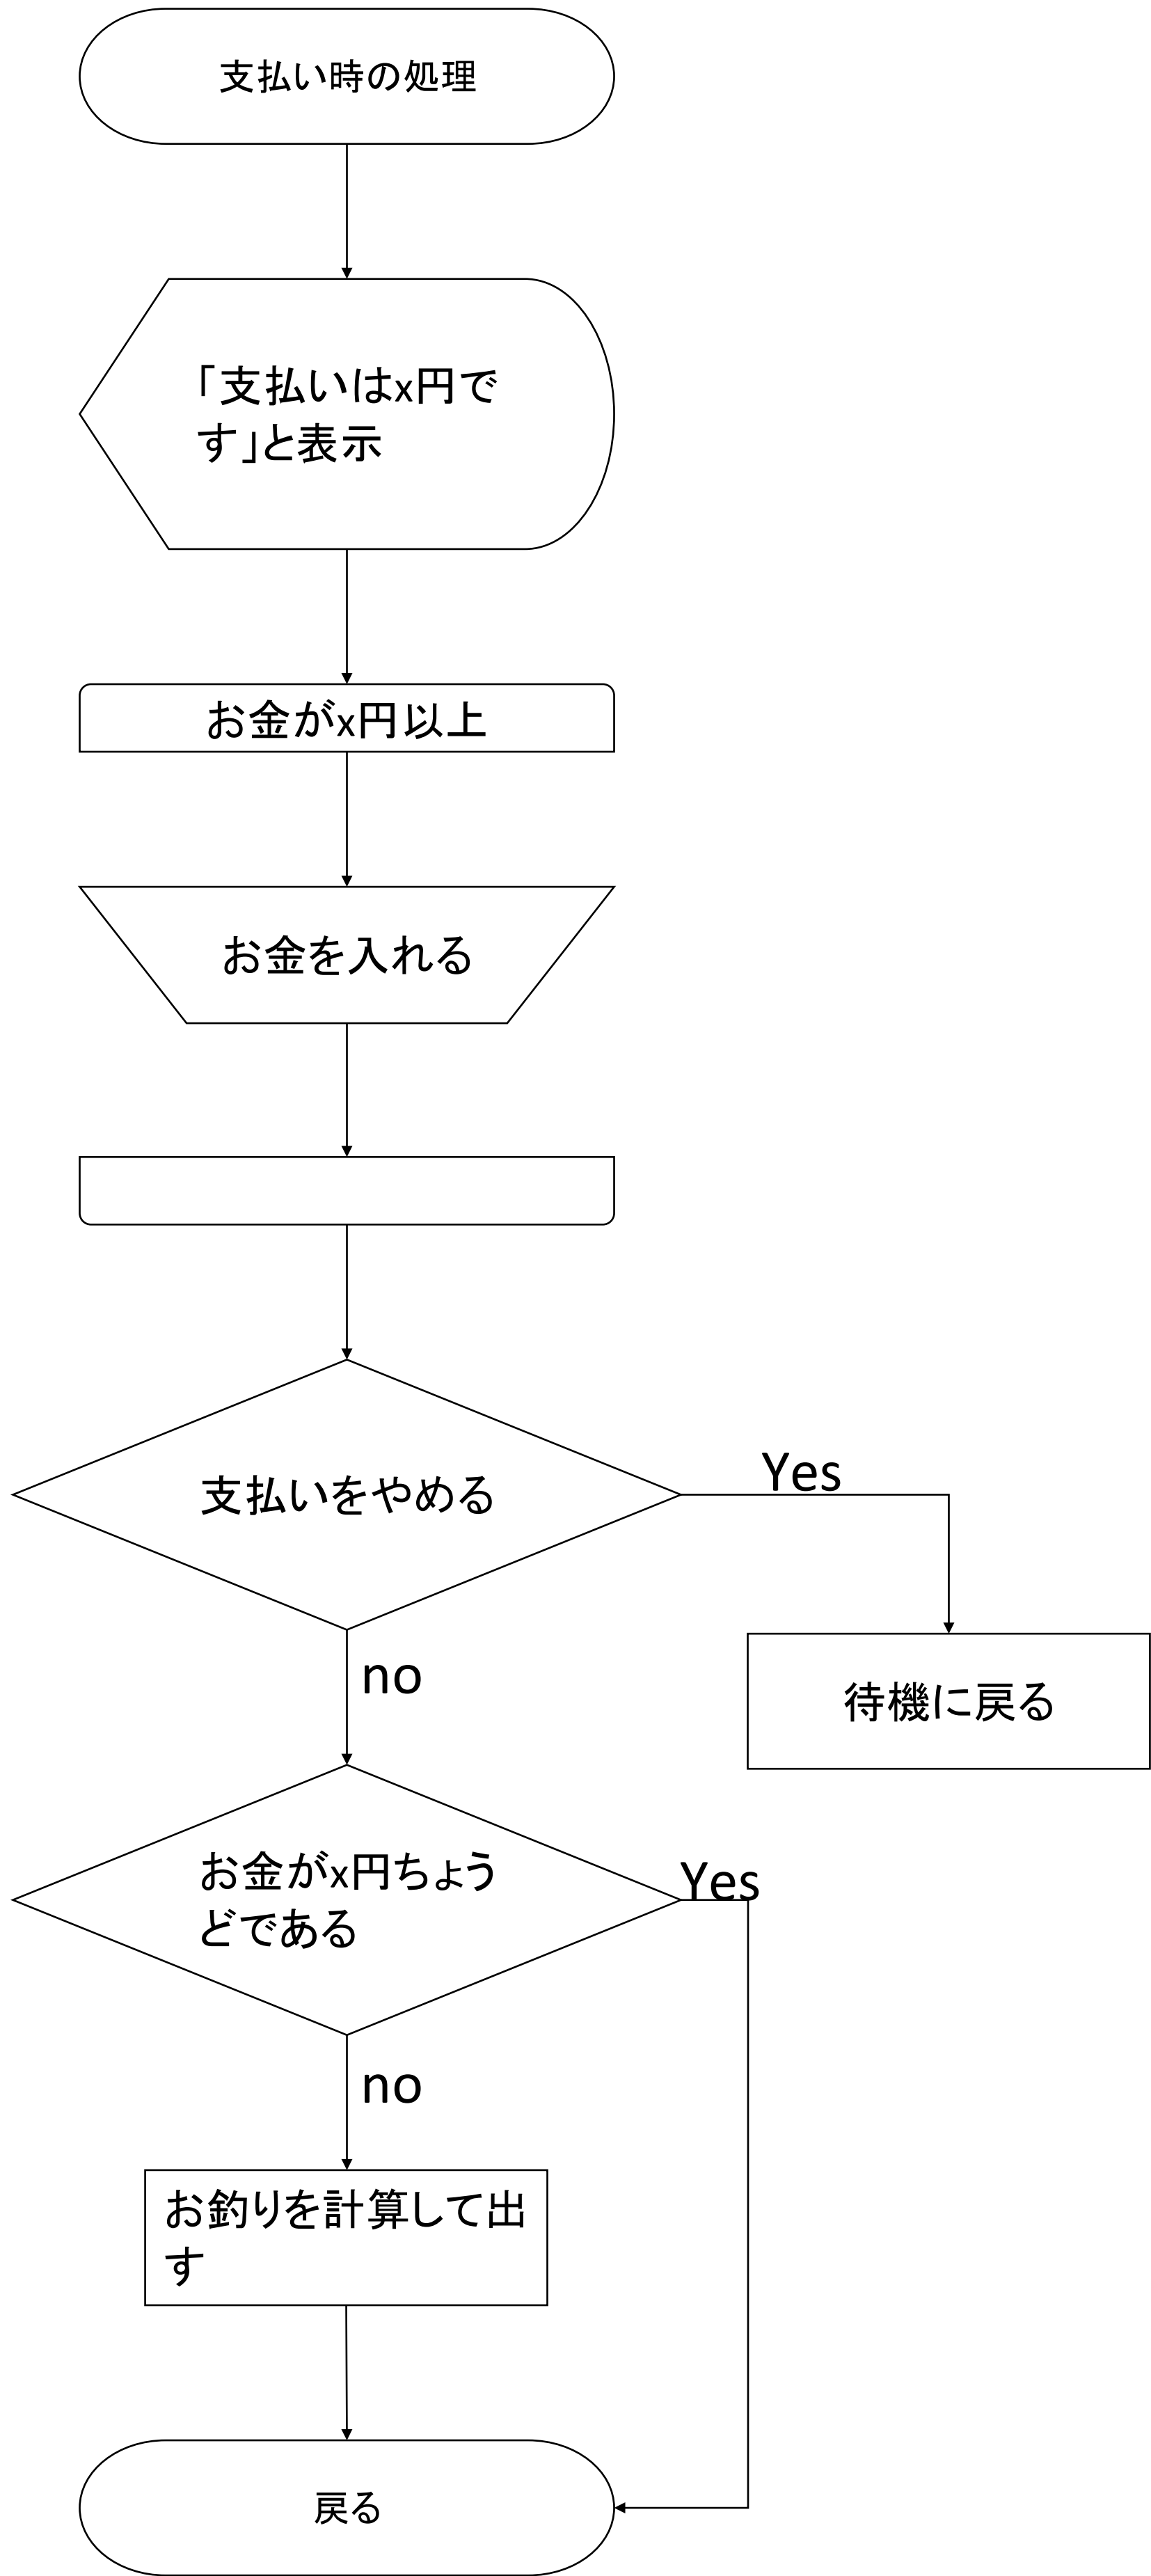 支払い時の処理
「支払いはx円で
す」と表示
お金がx円以上
お金を入れる
支払いをやめる
Yes
no
待機に戻る
お金がx円ちょう
どである
Yes
no
お釣りを計算して出
す
戻る